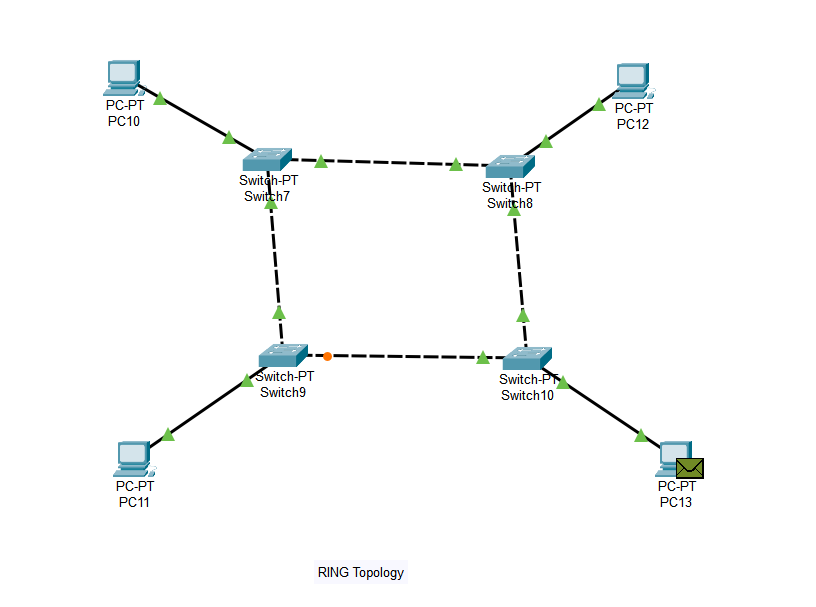 PC-PT
PC10
PC-PT
PC12
Switch-PT
Switch7
Switch-PT
Switch8
Switch-PT
Switch9
Switch-PT
Switch10
PC-PT
PC11
PC-PT
PC13
RING Topology